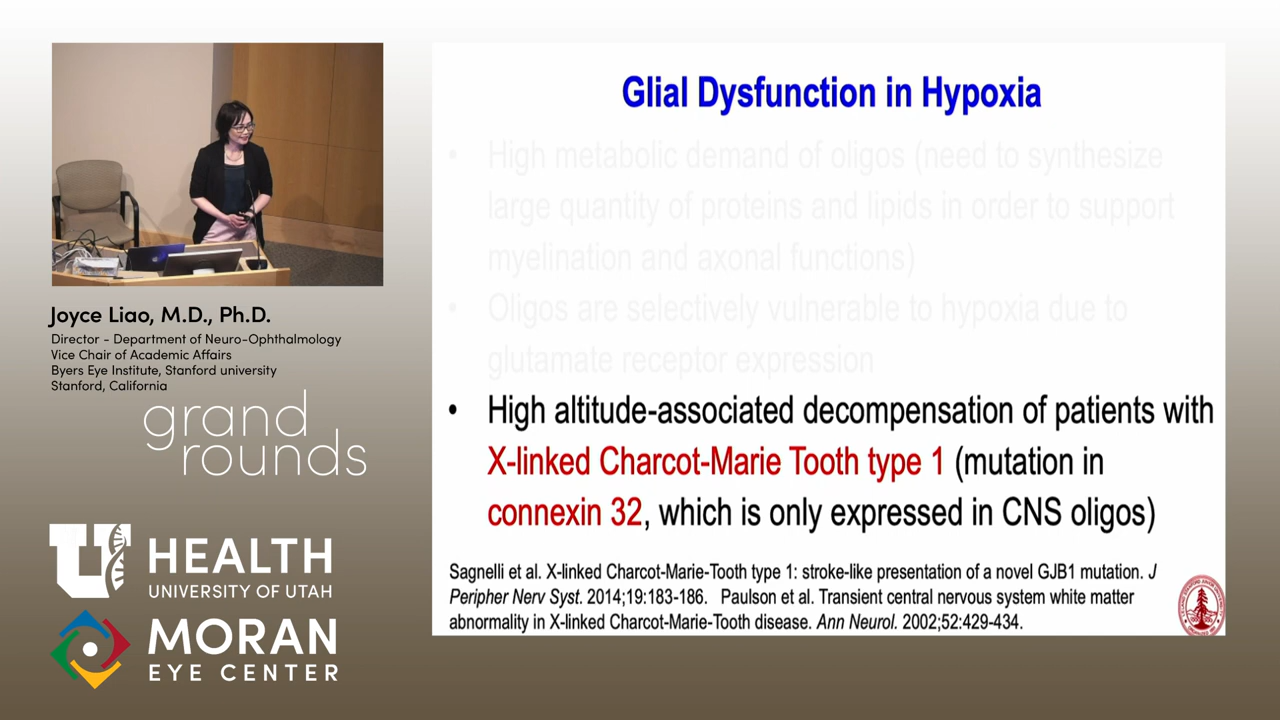 Glial Dysfunction in Hypoxia
• High metabolic demand of oligos (need to synthesize
large quantity of proteins and lipids in order to support
myelination and axonal functions)
• Oligos are selectively vulnerable to hypoxia due to
glutamate receptor expression
• High altitude-associated decompensation of patients with
X-linked Charcot-Marie Tooth type 1 (mutation in
connexin 32, which is only expressed in CNS oligos)
Sagnelli et al. X-linked Charcot-Marie-Tooth type 1: stroke-like presentation of a novel GJB1 mutation. J
Peripher Nerv Syst. 2014;19:183-186. Paulson et al. Transient central nervous system white matter
abnormality in X-linked Charcot-Marie-Tooth disease. Ann Neurol. 2002;52:429-434.
Joyce Liao, M.D., Ph.D.
Director - Department of Neuro-Ophthalmology
Vice Chair of Academic Affairs
Byers Eye Institute, Stanford university
Stanford, California
grand
rounds
U HEALTH
UNIVERSITY OF UTAH
MORAN
EYE CENTER